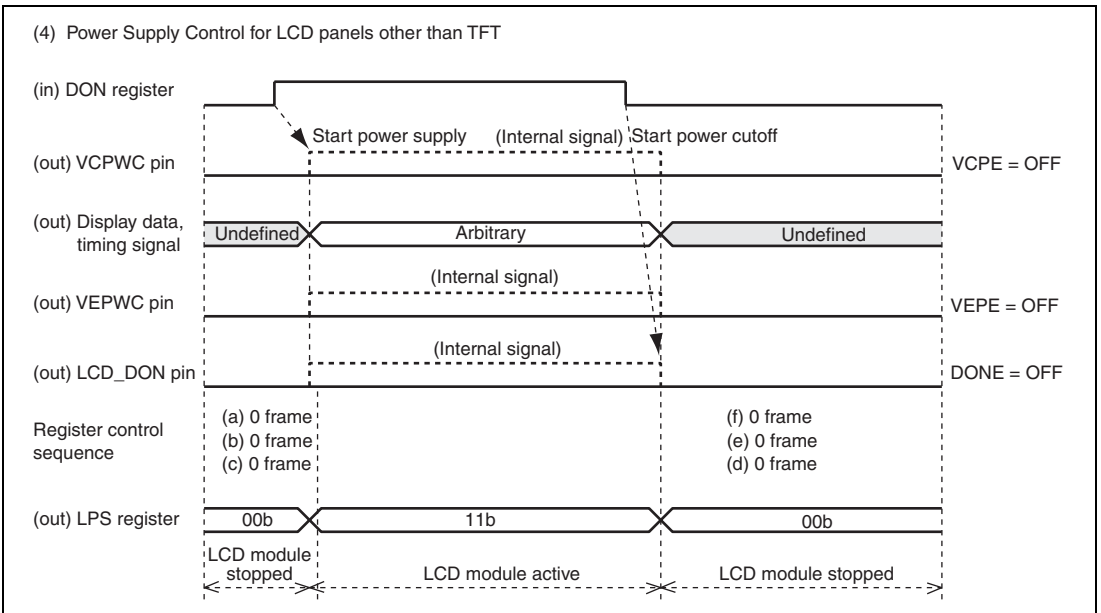 (4) Power Supply Control for LCD panels other than TFT
(in) DON register
Start power supply
(Internal signal)
Start power cutoff
(out) VCPWC pin
VCPE = OFF
(out) Display data,
timing signal
Undefined
Arbitrary
Undefined
(Internal signal)
(out) VEPWC pin
VEPE = OFF
(Internal signal)
(out) LCD_DON pin
DONE = OFF
Register control
sequence
(a) 0 frame
(b) 0 frame
(c) 0 frame
(f) 0 frame
(e) 0 frame
(d) 0 frame
(out) LPS register
00b
11b
00b
LCD module
stopped
LCD module active
LCD module stopped